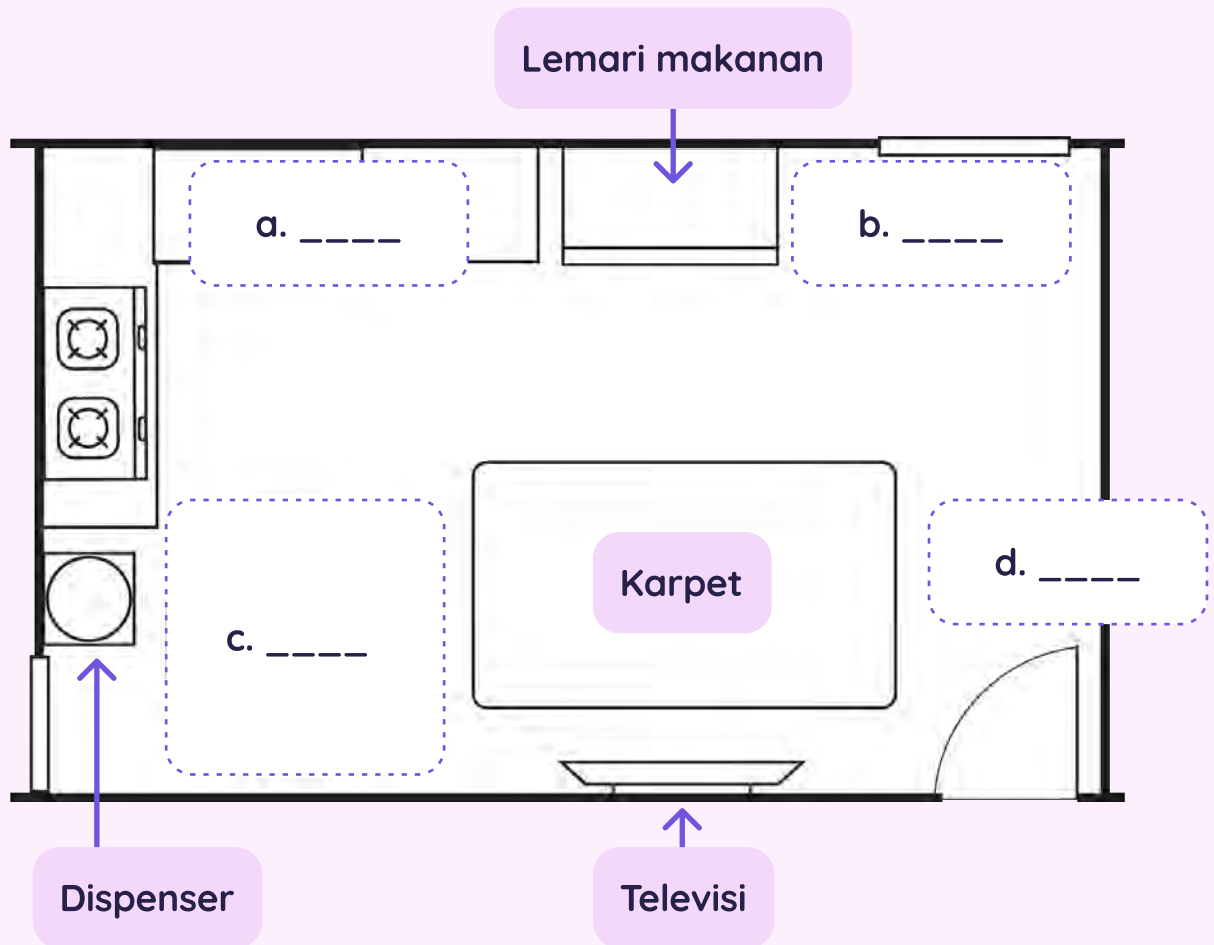 Lemari makanan
a. ____
b. ____
Karpet
d. ____
c. ____
Dispenser
Televisi